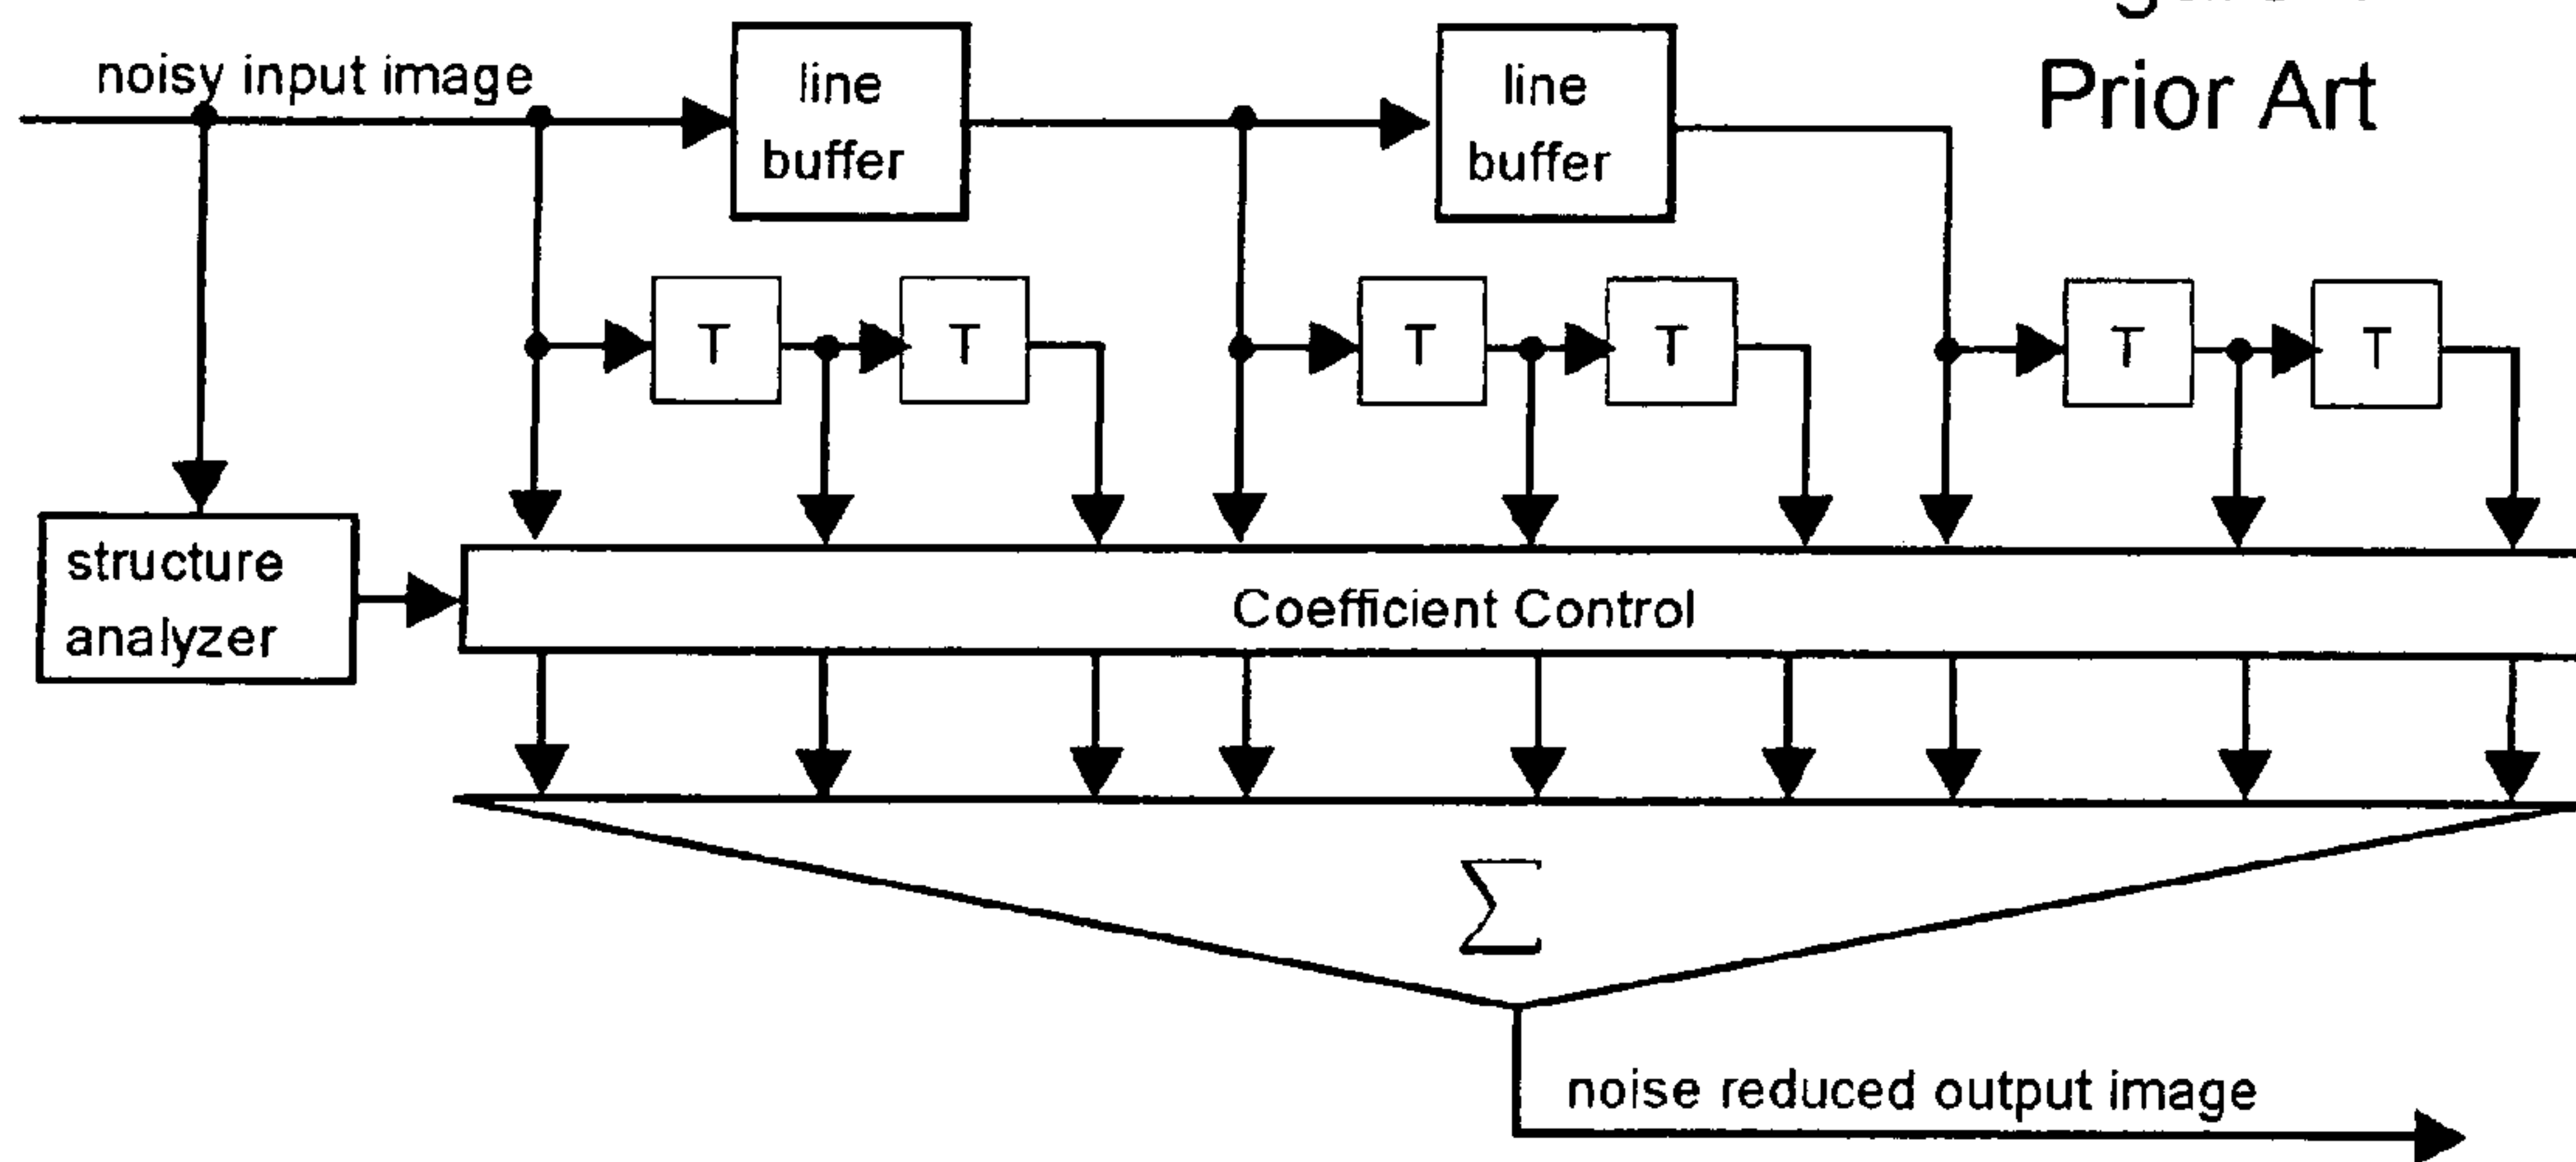 Prior Art
noisy input image
line
buffer
line
buffer
T
T
T
T
T
T
structure
analyzer
Coefficient Control
∑
noise reduced output image